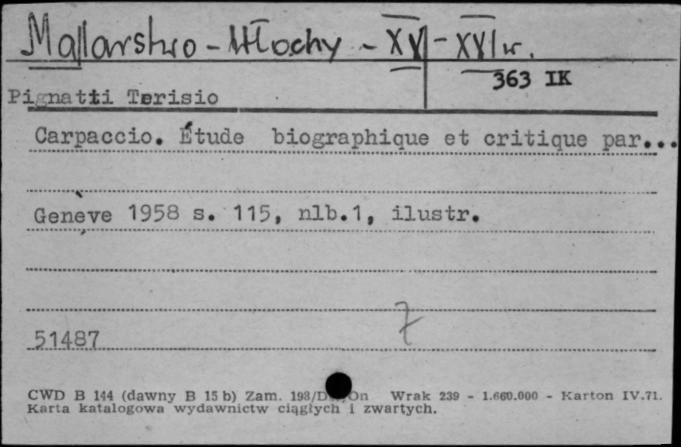 Malarstwo - Włochy - XV - XVI w.
363 IK
Pignatti Terisio
Carpaccio. Étude biographique et critique par...
Genève 1958 s. 115, nlb.1, ilustr.
51487
CWD B 144 (dawny B 15 b) Zam. 198/D On Wrak 239 - 1.660.000 - Karton IV.71.
Karta katalogowa wydawnictw ciągłych i zwartych.